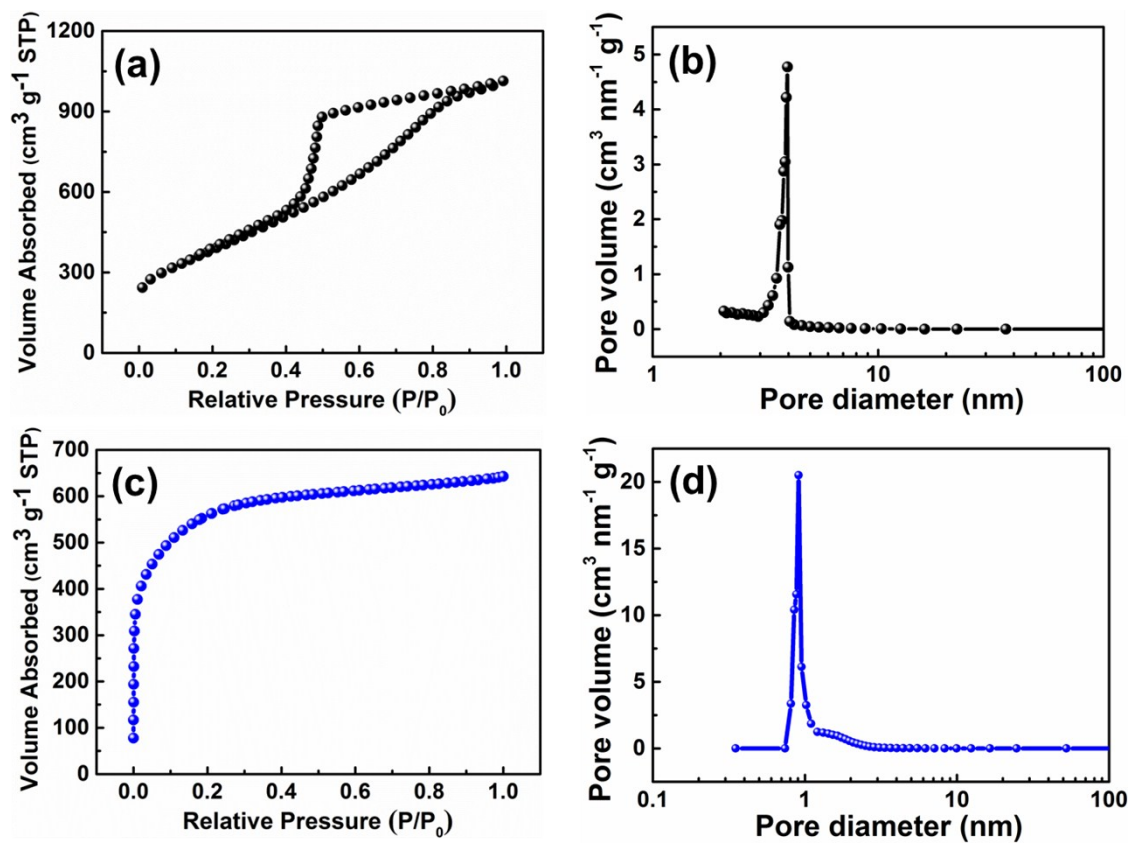 (a)
Volume Absorbed (cm³ g⁻¹ STP)
1200
900
600
300
0
0.0 0.2 0.4 0.6 0.8 1.0
Relative Pressure (P/P₀)
(b)
Pore volume (cm³ nm⁻¹ g⁻¹)
5
4
3
2
1
0
1 10 100
Pore diameter (nm)
(c)
Volume Absorbed (cm³ g⁻¹ STP)
700
600
500
400
300
200
100
0
0.0 0.2 0.4 0.6 0.8 1.0
Relative Pressure (P/P₀)
(d)
Pore volume (cm³ nm⁻¹ g⁻¹)
20
15
10
5
0
0.1 1 10 100
Pore diameter (nm)